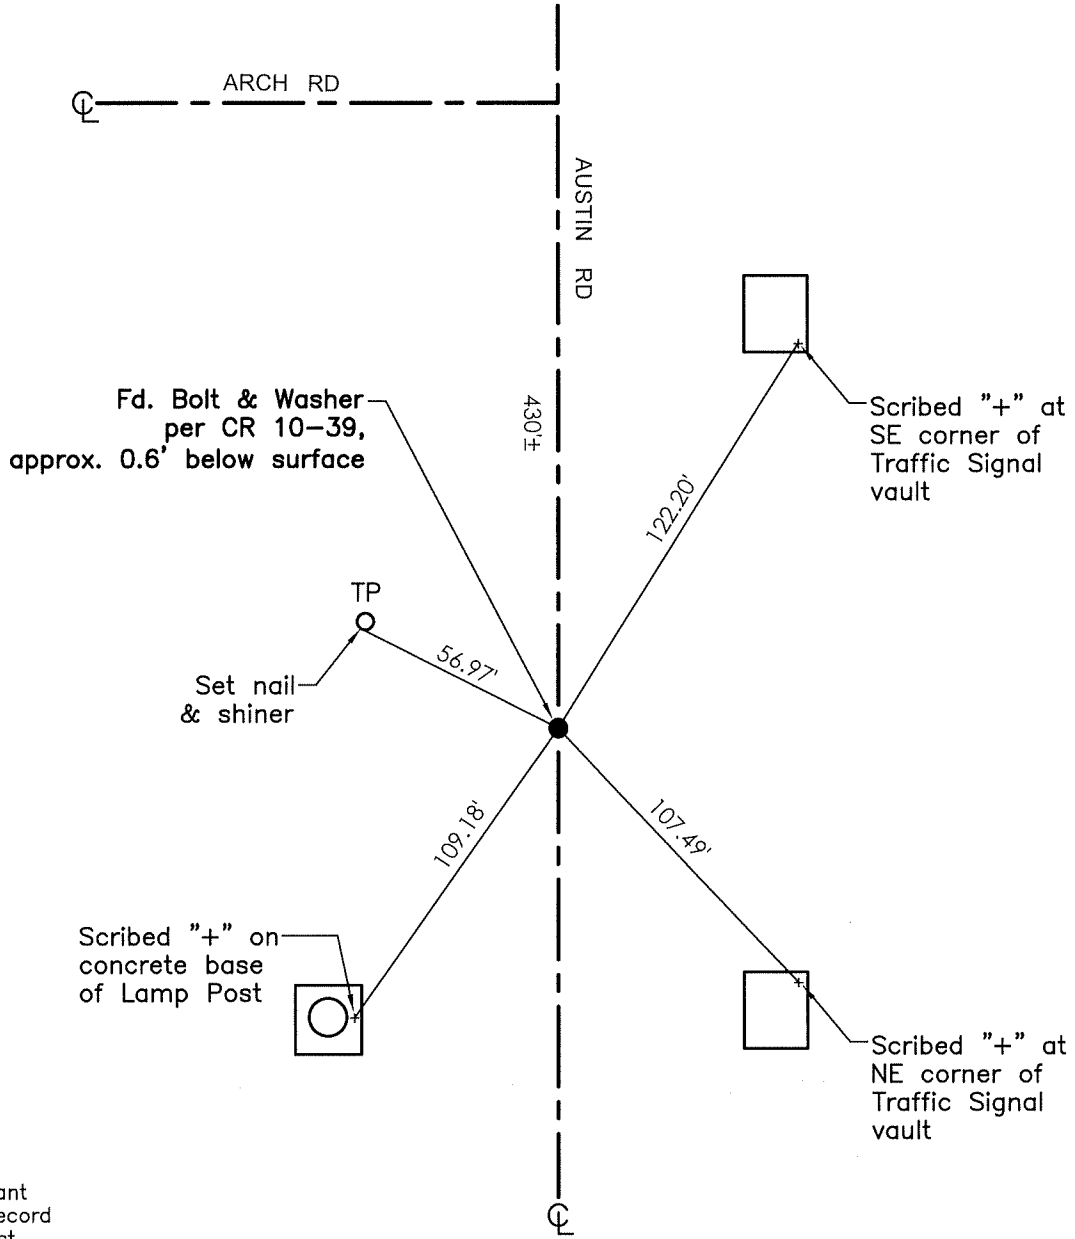 ARCH RD
℄
AUSTIN RD
430'±
Fd. Bolt & Washer
per CR 10-39,
approx. 0.6' below surface
Scribed "+" at
SE corner of
Traffic Signal
vault
122.20'
TP
56.97'
Set nail
& shiner
109.18'
107.49'
Scribed "+" on
concrete base
of Lamp Post
Scribed "+" at
NE corner of
Traffic Signal
vault
℄
ant
ecord